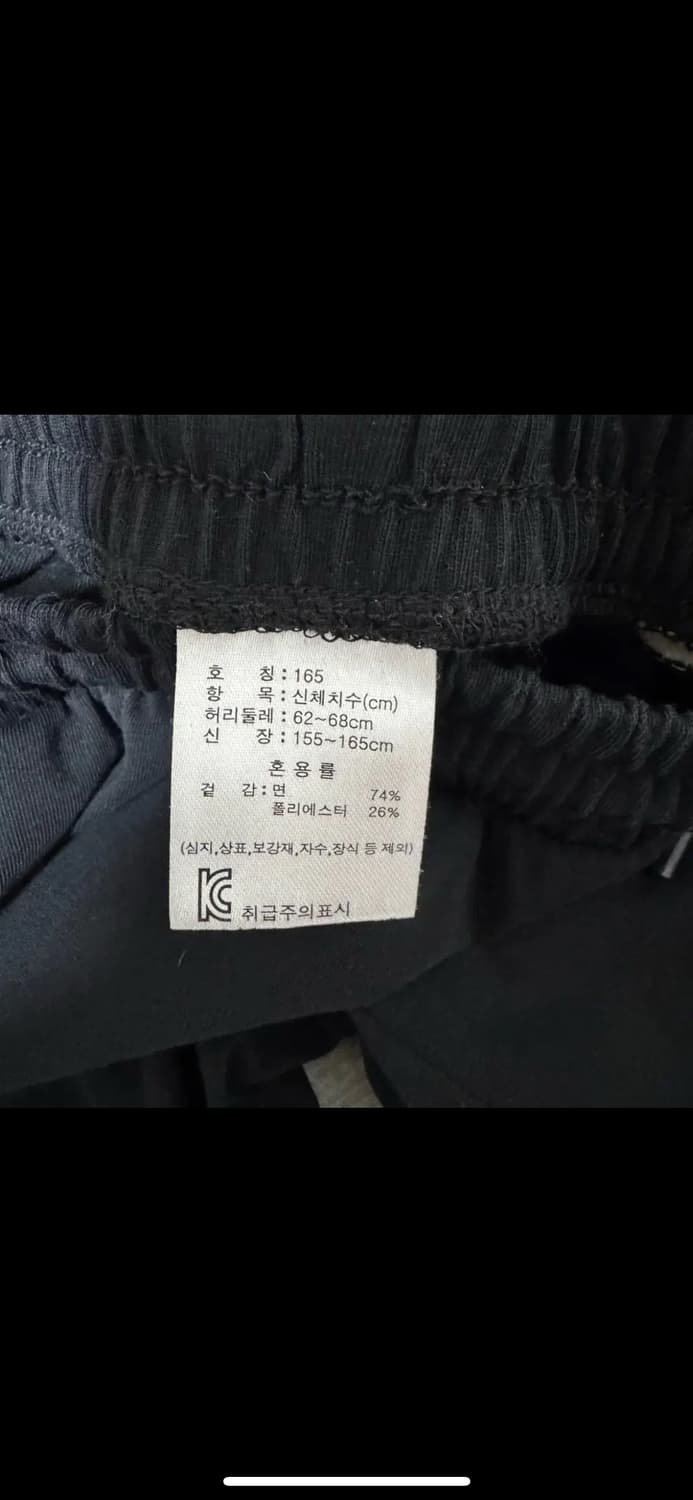 호 칭 : 165
항 목 : 신체치수(cm)
허리둘레 : 62~68cm
신 장 : 155~165cm
혼 용 률
겉 감 : 면 74%
폴리에스터 26%
(심지,상표,보강재,자수,장식 등 제외)
KC 취급주의표시